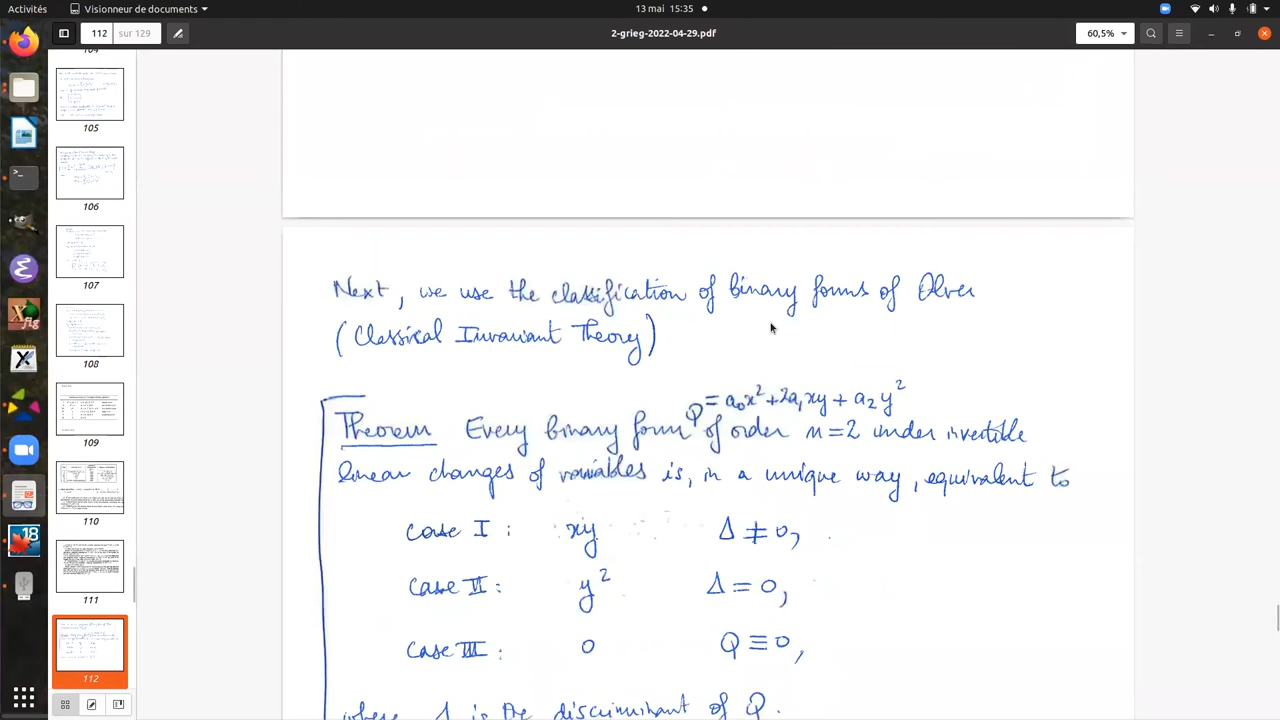 Activités
Visionneur de documents
13 mai 15:35
112 sur 129
2-grieg-2022-04-29.pdf
60,5%
104
105
106
107
108
109
110
111
112
18
fig
Next, we use the classification of binary forms of Olver
(Classical Invariant Theory)
Q = a₀x² + 2a₁xy + a₂y²
Theorem Every binary form of order n=2 under invertible
linear changes of variables is, in a unique way, equivalent to
case I : xy Δ ≠ 0,
case II : y² Δ = 0,
case III : 0 Q ≡ 0,
where Δ is the discriminant of Q.